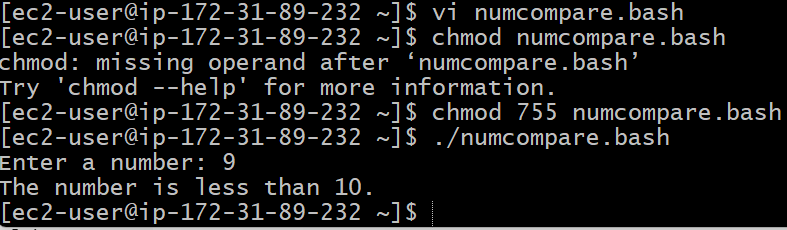 [ec2-user@ip-172-31-89-232 ~]$ vi numcompare.bash
[ec2-user@ip-172-31-89-232 ~]$ chmod numcompare.bash
chmod: missing operand after ‘numcompare.bash’
Try 'chmod --help' for more information.
[ec2-user@ip-172-31-89-232 ~]$ chmod 755 numcompare.bash
[ec2-user@ip-172-31-89-232 ~]$ ./numcompare.bash
Enter a number: 9
The number is less than 10.
[ec2-user@ip-172-31-89-232 ~]$